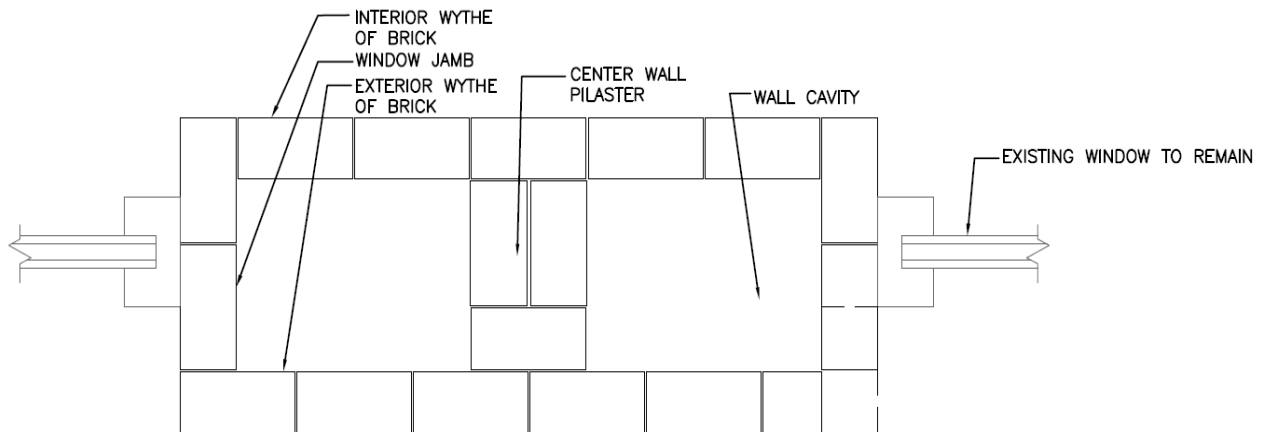 INTERIOR WYTHE
OF BRICK
WINDOW JAMB
EXTERIOR WYTHE
OF BRICK
CENTER WALL
PILASTER
WALL CAVITY
EXISTING WINDOW TO REMAIN